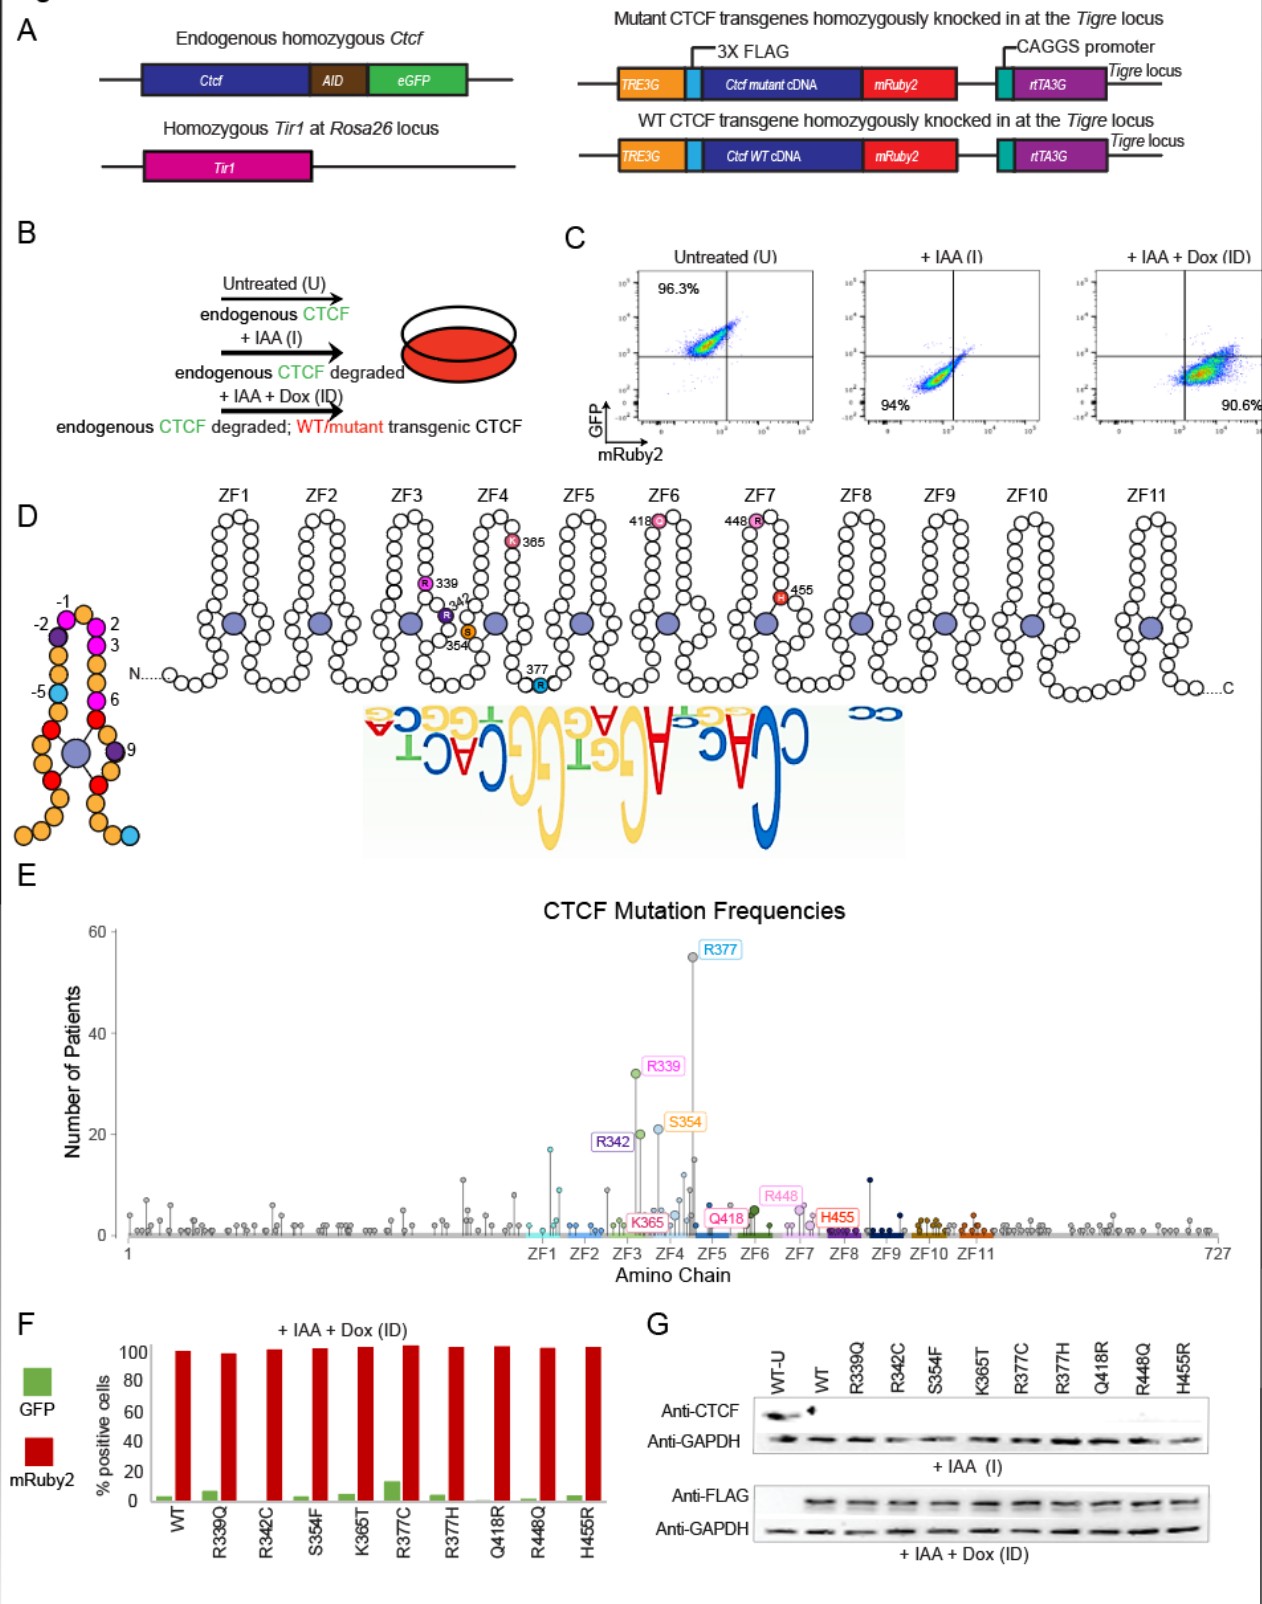 A
Endogenous homozygous Ctcf
Ctcf AID eGFP
Homozygous Tir1 at Rosa26 locus
Tir1
Mutant CTCF transgenes homozygously knocked in at the Tigre locus
3X FLAG CAGGS promoter
TRE3G Ctcf mutant cDNA mRuby2 rtTA3G Tigre locus
WT CTCF transgene homozygously knocked in at the Tigre locus
TRE3G Ctcf WT cDNA mRuby2 rtTA3G Tigre locus
B
Untreated (U)
endogenous CTCF
+ IAA (I)
endogenous CTCF degraded
+ IAA + Dox (ID)
endogenous CTCF degraded; WT/mutant transgenic CTCF
C
Untreated (U) + IAA (I) + IAA + Dox (ID)
96.3%
94%
90.6%
GFP
mRuby2
D
ZF1 ZF2 ZF3 ZF4 ZF5 ZF6 ZF7 ZF8 ZF9 ZF10 ZF11
418 448 R
K 365
R 339
H 455
R 342
S 354
377 R
N...... ......C
-1
-2 2
3
-5 6
9
E
CTCF Mutation Frequencies
Number of Patients
60
40
20
0
R377
R339
S354
R342
K365 Q418 R448 H455
1 ZF1 ZF2 ZF3 ZF4 ZF5 ZF6 ZF7 ZF8 ZF9 ZF10 ZF11 727
Amino Chain
F
+ IAA + Dox (ID)
GFP
mRuby2
% positive cells
100
80
60
40
20
0
WT R339Q R342C S354F K365T R377C R377H Q418R R448Q H455R
G
WT-U WT R339Q R342C S354F K365T R377C R377H Q418R R448Q H455R
Anti-CTCF
Anti-GAPDH
+ IAA (I)
Anti-FLAG
Anti-GAPDH
+ IAA + Dox (ID)